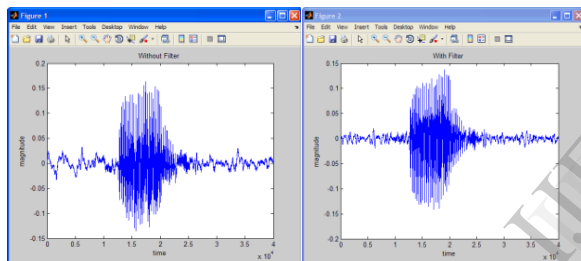 Figure 1
File Edit View Insert Tools Desktop Window Help
Without Filter
0.2
0.15
0.1
0.05
0
-0.05
-0.1
-0.15
magnitude
0 0.5 1 1.5 2 2.5 3 3.5 4
time
x 10
Figure 2
File Edit View Insert Tools Desktop Window Help
With Filter
0.15
0.1
0.05
0
-0.05
-0.1
-0.15
-0.2
magnitude
0 0.5 1 1.5 2 2.5 3 3.5 4
time
x 10